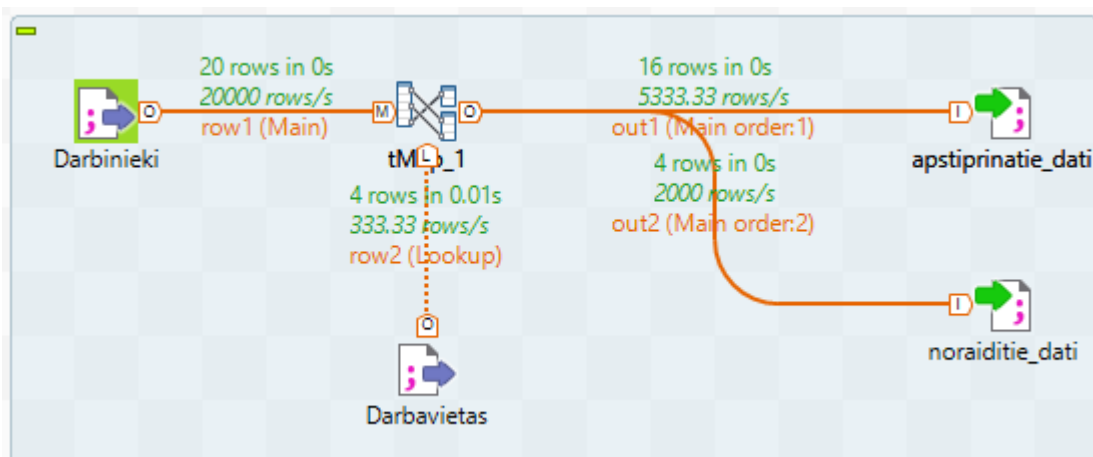 20 rows in 0s
20000 rows/s
row1 (Main)
Darbinieki
tMap_1
4 rows in 0.01s
333.33 rows/s
row2 (Lookup)
Darbavietas
16 rows in 0s
5333.33 rows/s
out1 (Main order:1)
4 rows in 0s
2000 rows/s
out2 (Main order:2)
apstiprinatie_dati
noraiditie_dati
O
M
O
L
O
I
I